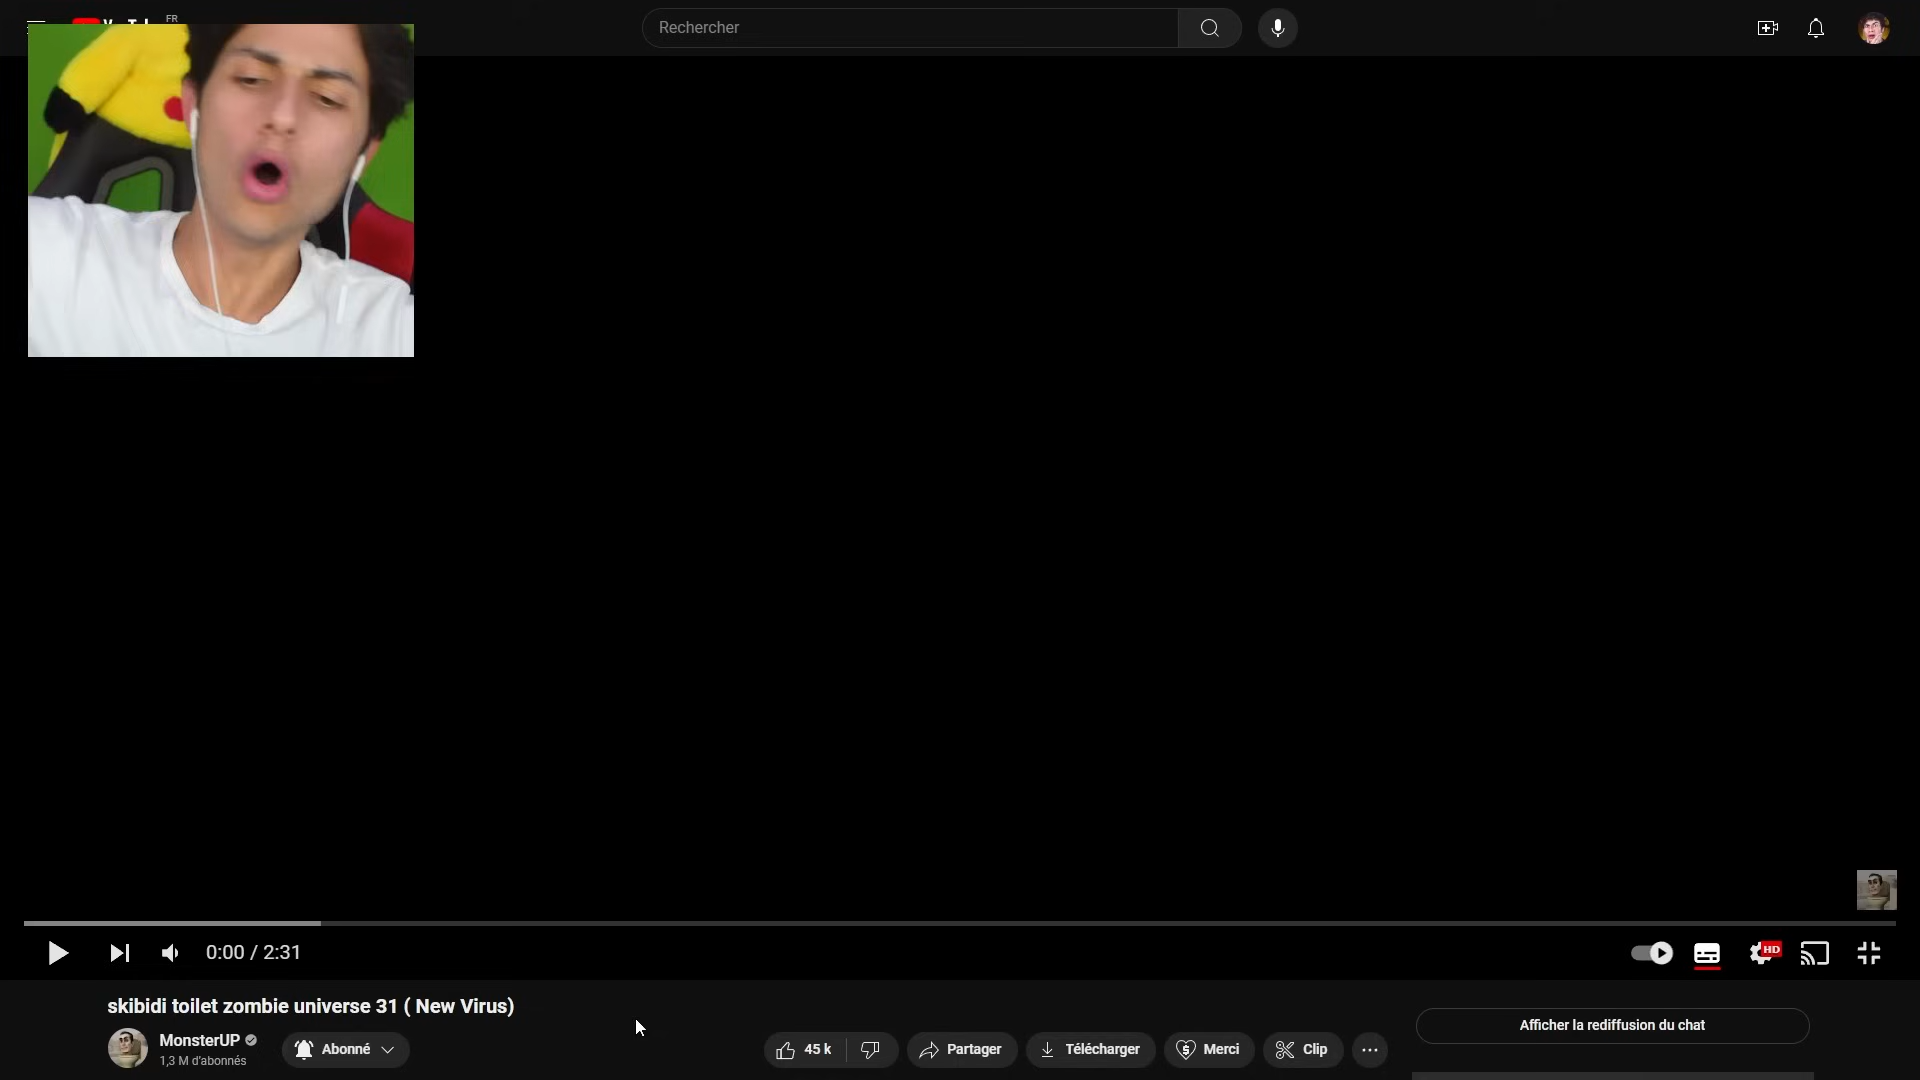 FR
Rechercher
0:00 / 2:31
HD
skibidi toilet zombie universe 31 ( New Virus)
MonsterUP
1,3 M d'abonnés
Abonné
45 k
Partager
Télécharger
Merci
Clip
Afficher la rediffusion du chat